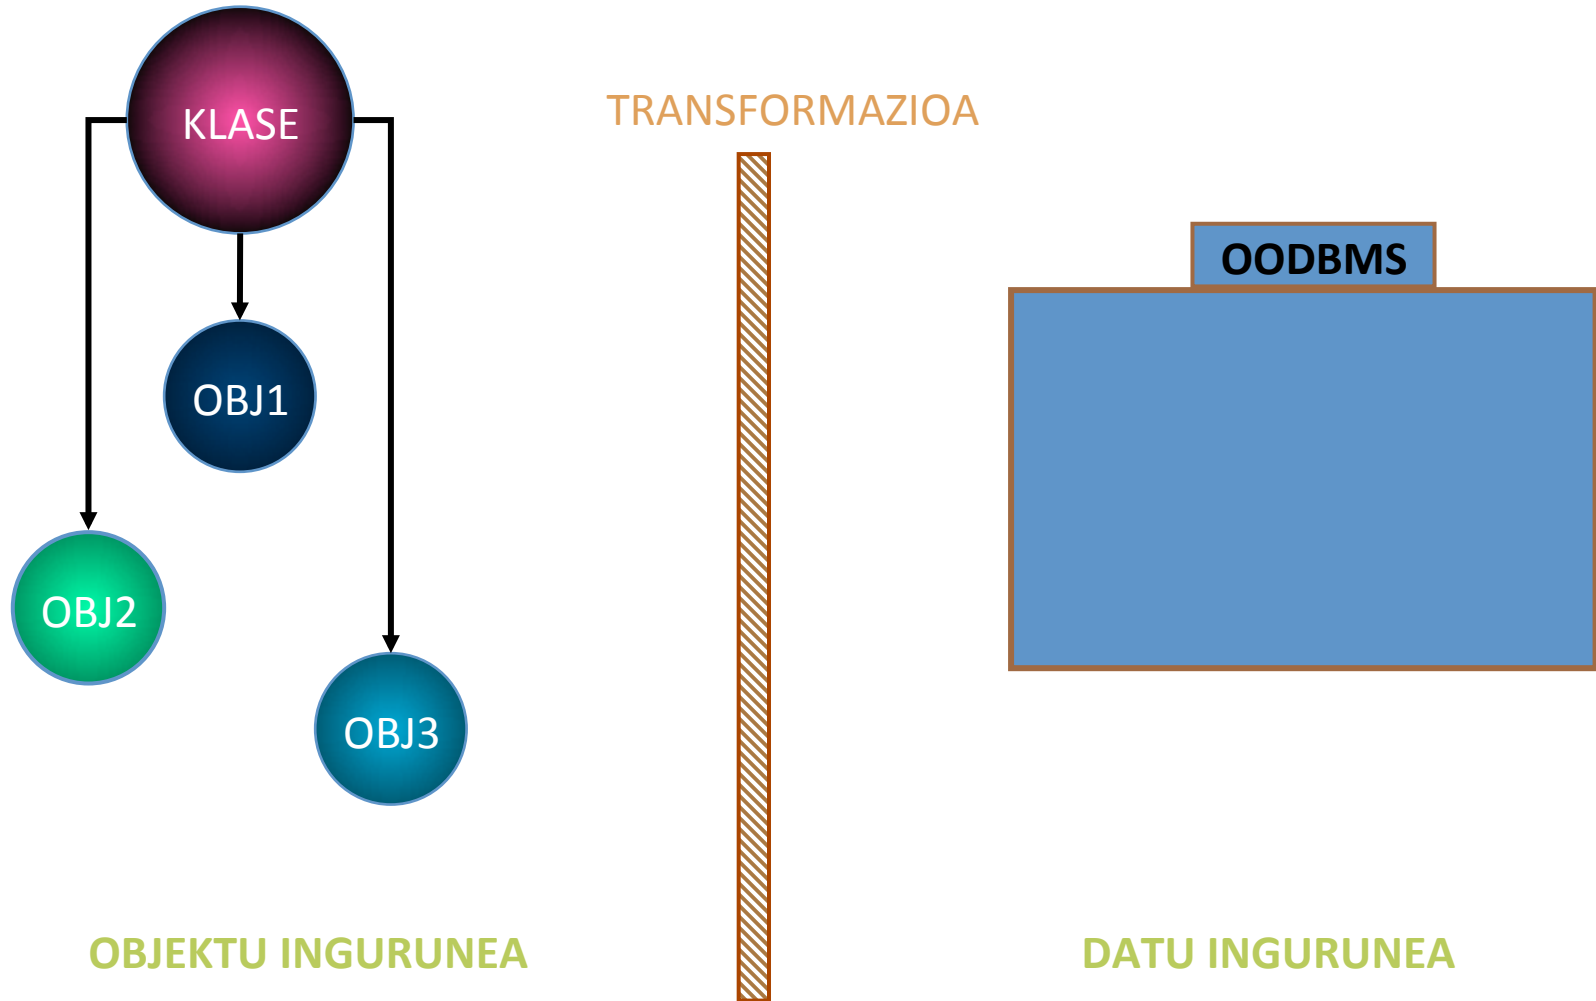 KLASE
TRANSFORMAZIOA
OODBMS
OBJ1
OBJ2
OBJ3
OBJEKTU INGURUNEA
DATU INGURUNEA